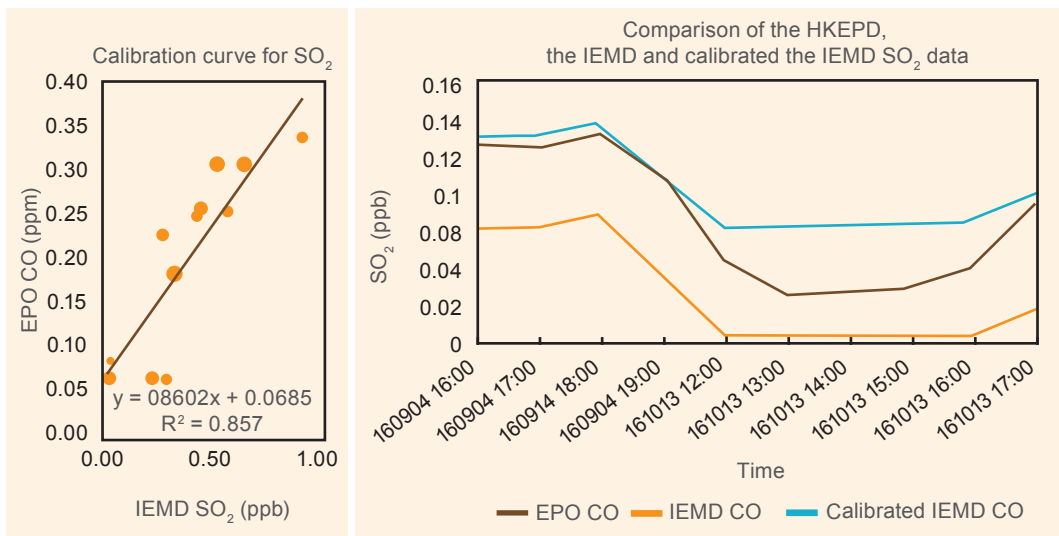 Calibration curve for SO₂
0.40
0.35
0.30
0.25
0.20
0.15
0.10
0.05
0.00
EPO CO (ppm)
y = 08602x + 0.0685
R² = 0.857
0.00 0.50 1.00
IEMD SO₂ (ppb)
Comparison of the HKEPD,
the IEMD and calibrated the IEMD SO₂ data
0.16
0.14
0.12
0.1
0.08
0.04
0.02
0
SO₂ (ppb)
160904 16:00
160904 17:00
160914 18:00
160904 19:00
161013 12:00
161013 13:00
161013 14:00
161013 15:00
161013 16:00
161013 17:00
Time
EPO CO IEMD CO Calibrated IEMD CO